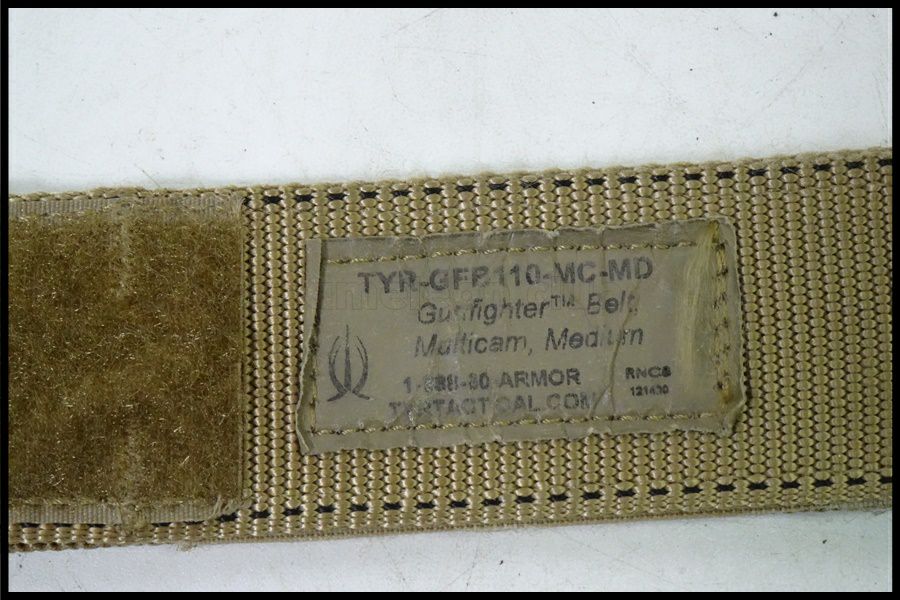 TYR-GFB110-MC-MD
Gunfighter™ Belt
Multicam, Medium
1-888-80-ARMOR
RNC8
TYRTACTICAL.COM
121430